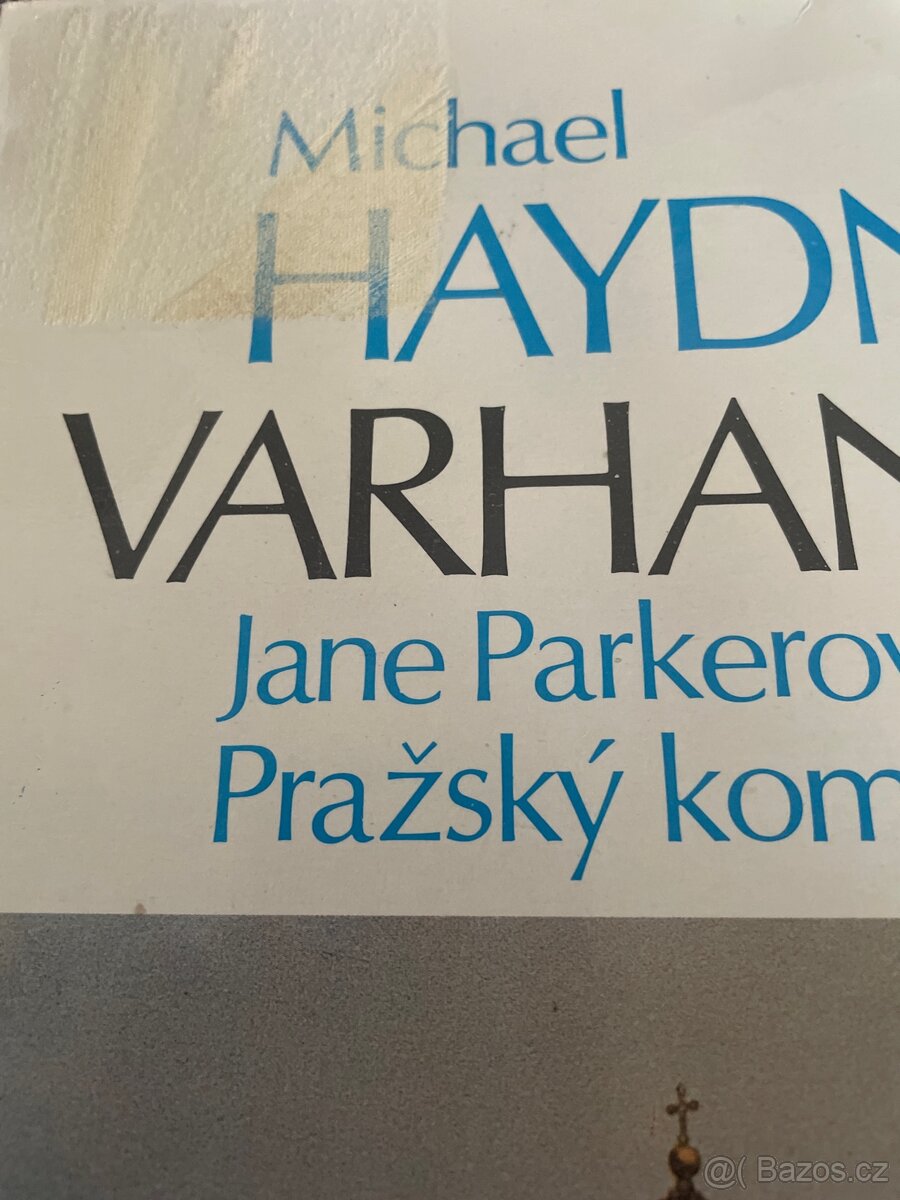 Michael
HAYDN
VARHAN
Jane Parkerov
Pražský kom
@( Bazos.cz